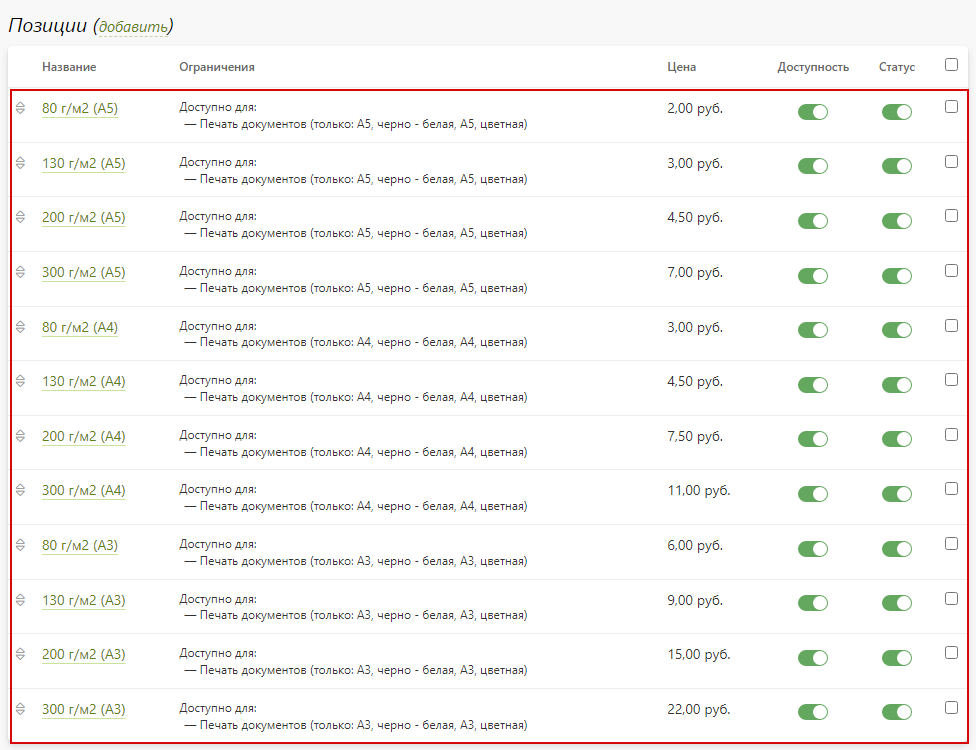 Позиции (добавить)
Название Ограничения Цена Доступность Статус
80 г/м2 (А5) Доступно для: 2,00 руб.
— Печать документов (только: А5, черно - белая, А5, цветная)
130 г/м2 (А5) Доступно для: 3,00 руб.
— Печать документов (только: А5, черно - белая, А5, цветная)
200 г/м2 (А5) Доступно для: 4,50 руб.
— Печать документов (только: А5, черно - белая, А5, цветная)
300 г/м2 (А5) Доступно для: 7,00 руб.
— Печать документов (только: А5, черно - белая, А5, цветная)
80 г/м2 (А4) Доступно для: 3,00 руб.
— Печать документов (только: А4, черно - белая, А4, цветная)
130 г/м2 (А4) Доступно для: 4,50 руб.
— Печать документов (только: А4, черно - белая, А4, цветная)
200 г/м2 (А4) Доступно для: 7,50 руб.
— Печать документов (только: А4, черно - белая, А4, цветная)
300 г/м2 (А4) Доступно для: 11,00 руб.
— Печать документов (только: А4, черно - белая, А4, цветная)
80 г/м2 (А3) Доступно для: 6,00 руб.
— Печать документов (только: А3, черно - белая, А3, цветная)
130 г/м2 (А3) Доступно для: 9,00 руб.
— Печать документов (только: А3, черно - белая, А3, цветная)
200 г/м2 (А3) Доступно для: 15,00 руб.
— Печать документов (только: А3, черно - белая, А3, цветная)
300 г/м2 (А3) Доступно для: 22,00 руб.
— Печать документов (только: А3, черно - белая, А3, цветная)